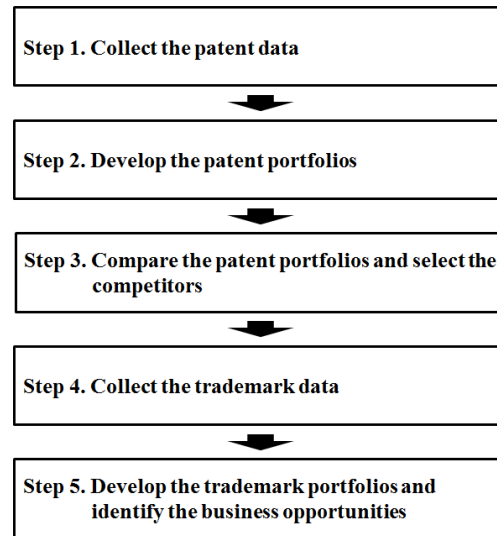 Step 1. Collect the patent data
Step 2. Develop the patent portfolios
Step 3. Compare the patent portfolios and select the
competitors
Step 4. Collect the trademark data
Step 5. Develop the trademark portfolios and
identify the business opportunities